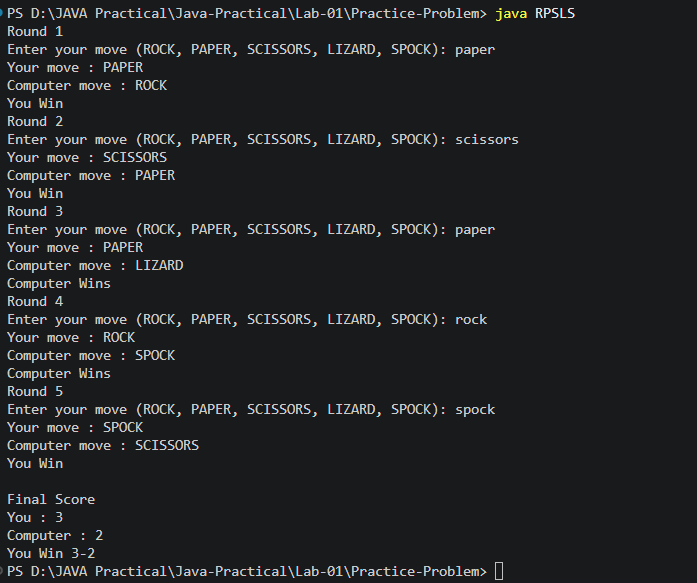 PS D:\JAVA Practical\Java-Practical\Lab-01\Practice-Problem> java RPSLS
Round 1
Enter your move (ROCK, PAPER, SCISSORS, LIZARD, SPOCK): paper
Your move : PAPER
Computer move : ROCK
You Win
Round 2
Enter your move (ROCK, PAPER, SCISSORS, LIZARD, SPOCK): scissors
Your move : SCISSORS
Computer move : PAPER
You Win
Round 3
Enter your move (ROCK, PAPER, SCISSORS, LIZARD, SPOCK): paper
Your move : PAPER
Computer move : LIZARD
Computer Wins
Round 4
Enter your move (ROCK, PAPER, SCISSORS, LIZARD, SPOCK): rock
Your move : ROCK
Computer move : SPOCK
Computer Wins
Round 5
Enter your move (ROCK, PAPER, SCISSORS, LIZARD, SPOCK): spock
Your move : SPOCK
Computer move : SCISSORS
You Win

Final Score
You : 3
Computer : 2
You Win 3-2
PS D:\JAVA Practical\Java-Practical\Lab-01\Practice-Problem>